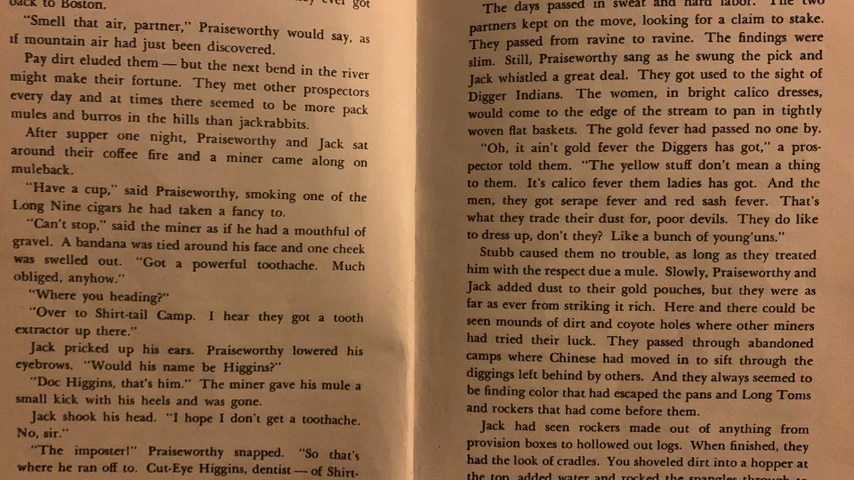 back to Boston.
"Smell that air, partner," Praiseworthy would say, as
if mountain air had just been discovered.
Pay dirt eluded them — but the next bend in the river
might make their fortune. They met other prospectors
every day and at times there seemed to be more pack
mules and burros in the hills than jackrabbits.
After supper one night, Praiseworthy and Jack sat
around their coffee fire and a miner came along on
muleback.
"Have a cup," said Praiseworthy, smoking one of the
Long Nine cigars he had taken a fancy to.
"Can't stop," said the miner as if he had a mouthful of
gravel. A bandana was tied around his face and one cheek
was swelled out. "Got a powerful toothache. Much
obliged, anyhow."
"Where you heading?"
"Over to Shirt-tail Camp. I hear they got a tooth
extractor up there."
Jack pricked up his ears. Praiseworthy lowered his
eyebrows. "Would his name be Higgins?"
"Doc Higgins, that's him." The miner gave his mule a
small kick with his heels and was gone.
Jack shook his head. "I hope I don't get a toothache.
No, sir."
"The imposter!" Praiseworthy snapped. "So that's
where he ran off to. Cut-Eye Higgins, dentist — of Shirt-
The days passed in sweat and hard labor. The two
partners kept on the move, looking for a claim to stake.
They passed from ravine to ravine. The findings were
slim. Still, Praiseworthy sang as he swung the pick and
Jack whistled a great deal. They got used to the sight of
Digger Indians. The women, in bright calico dresses,
would come to the edge of the stream to pan in tightly
woven flat baskets. The gold fever had passed no one by.
"Oh, it ain't gold fever the Diggers has got," a pros-
pector told them. "The yellow stuff don't mean a thing
to them. It's calico fever them ladies has got. And the
men, they got serape fever and red sash fever. That's
what they trade their dust for, poor devils. They do like
to dress up, don't they? Like a bunch of young'uns."
Stubb caused them no trouble, as long as they treated
him with the respect due a mule. Slowly, Praiseworthy and
Jack added dust to their gold pouches, but they were as
far as ever from striking it rich. Here and there could be
seen mounds of dirt and coyote holes where other miners
had tried their luck. They passed through abandoned
camps where Chinese had moved in to sift through the
diggings left behind by others. And they always seemed to
be finding color that had escaped the pans and Long Toms
and rockers that had come before them.
Jack had seen rockers made out of anything from
provision boxes to hollowed out logs. When finished, they
had the look of cradles. You shoveled dirt into a hopper at
the top, added water and rocked the spangles through to